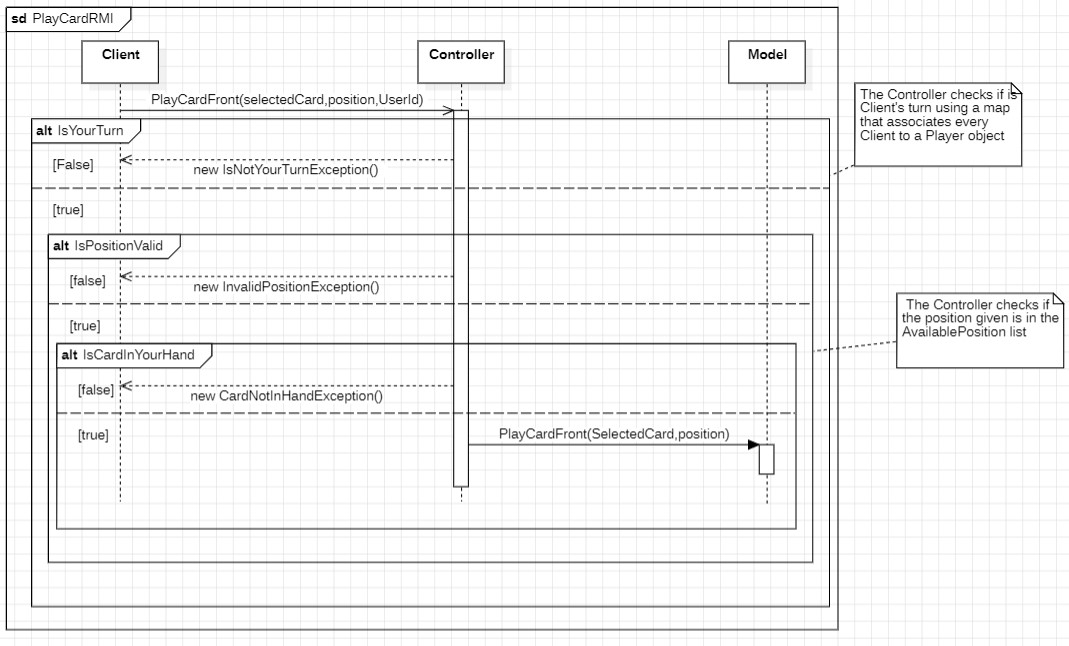 sd PlayCardRMI
Client
Controller
Model
PlayCardFront(selectedCard,position,UserId)
The Controller checks if is
Client's turn using a map
that associates every
Client to a Player object
alt IsYourTurn
[False]
new IsNotYourTurnException()
[true]
alt IsPositionValid
[false]
new InvalidPositionException()
The Controller checks if
the position given is in the
AvailablePosition list
[true]
alt IsCardInYourHand
[false]
new CardNotInHandException()
[true]
PlayCardFront(SelectedCard,position)